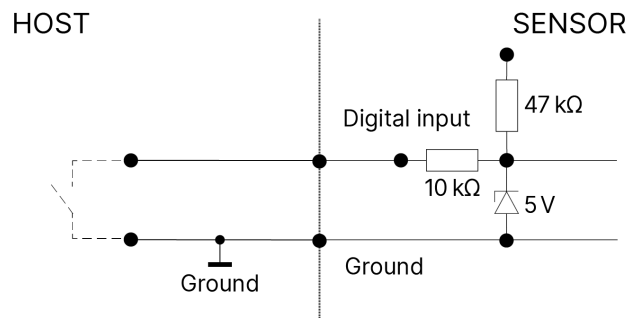 HOST
SENSOR
47 kΩ
Digital input
10 kΩ
5 V
Ground
Ground